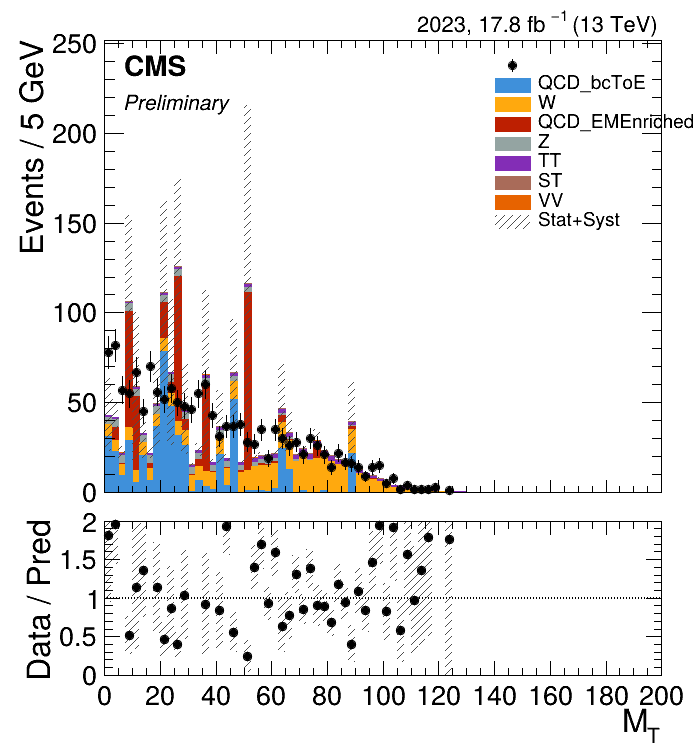 2023, 17.8 fb⁻¹ (13 TeV)
CMS
Preliminary
QCD_bcToE
W
QCD_EMEnriched
Z
TT
ST
VV
Stat+Syst
Events / 5 GeV
250
200
150
100
50
0
Data / Pred
2
1.5
1
0.5
0
0 20 40 60 80 100 120 140 160 180 200
M_T